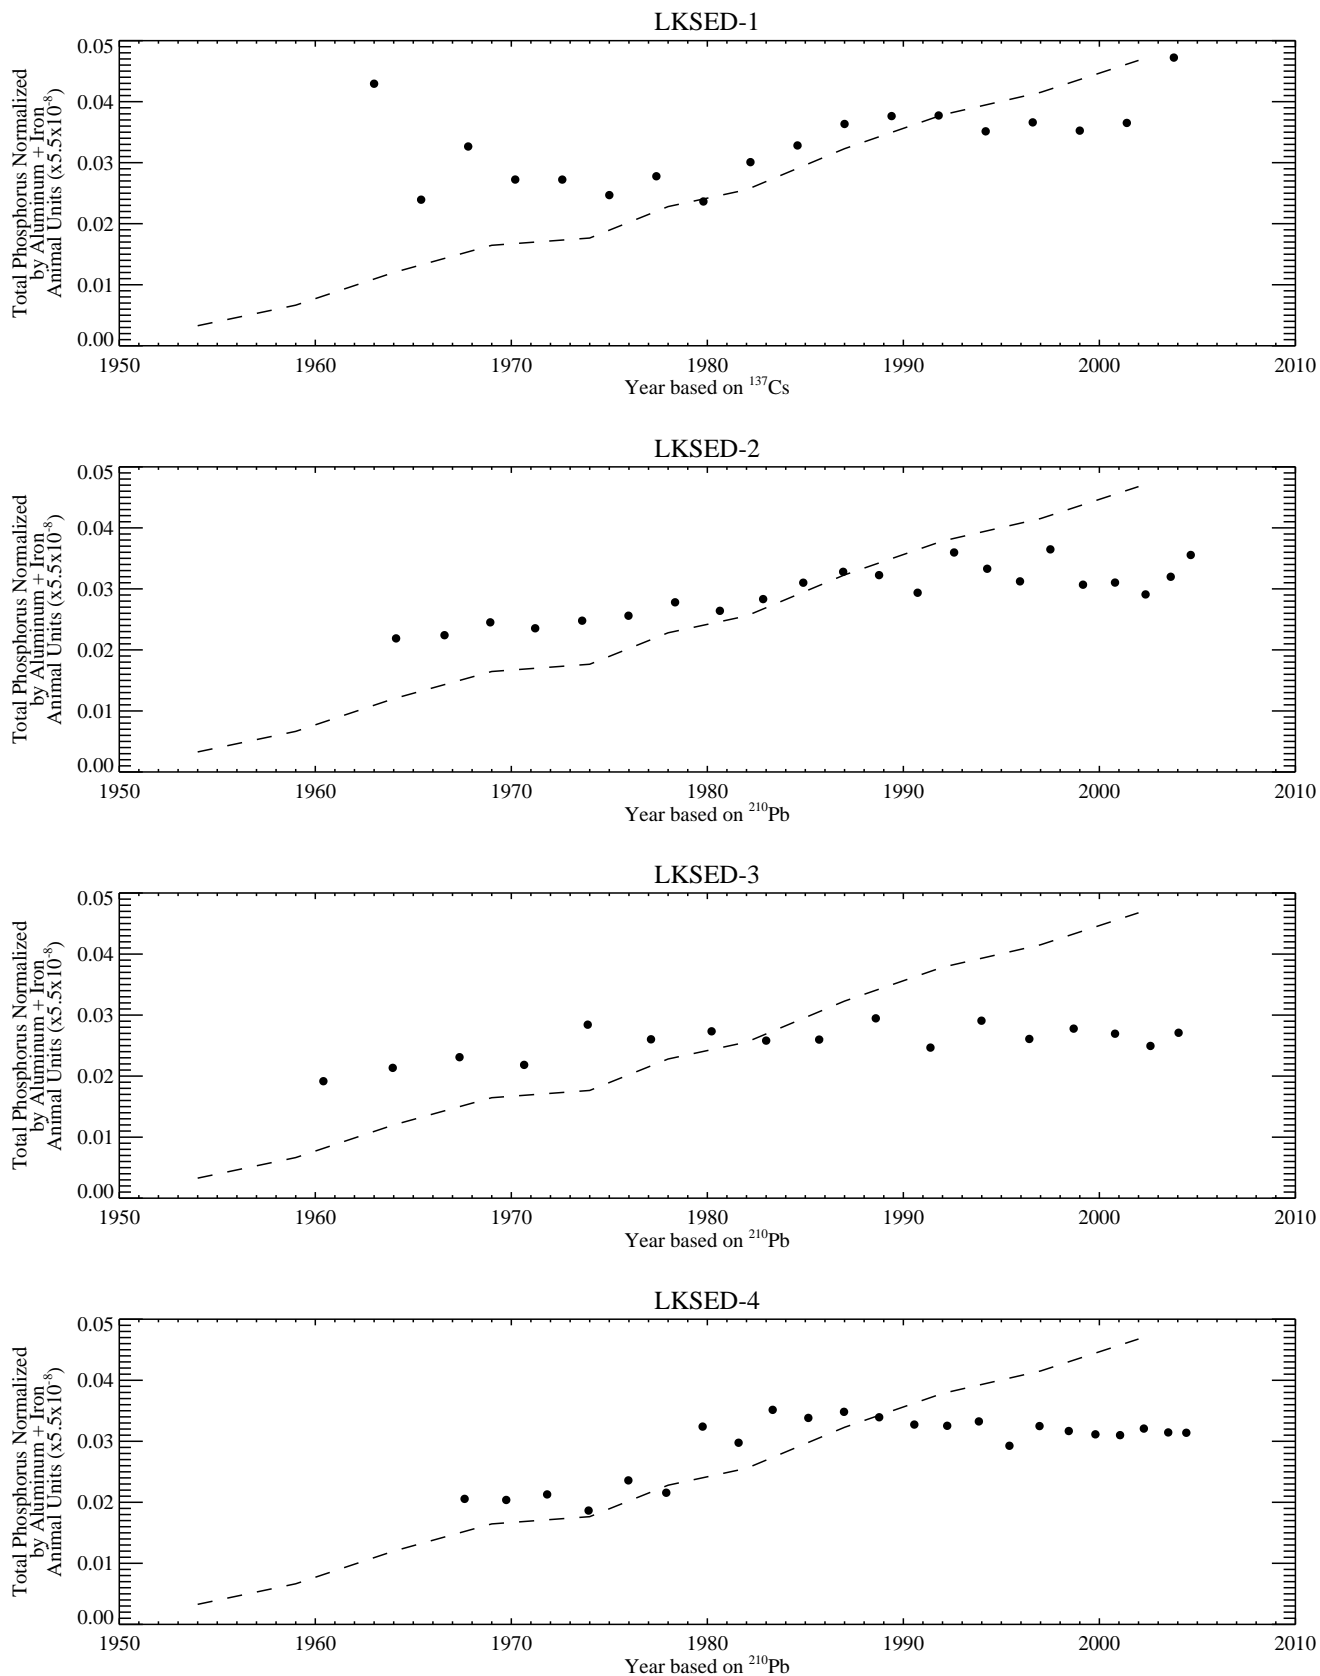 LKSED-1
Total Phosphorus Normalized
by Aluminum + Iron
Animal Units (x5.5x10⁻⁸)
0.05
0.04
0.03
0.02
0.01
0.00
1950 1960 1970 1980 1990 2000 2010
Year based on ¹³⁷Cs
LKSED-2
Total Phosphorus Normalized
by Aluminum + Iron
Animal Units (x5.5x10⁻⁸)
0.05
0.04
0.03
0.02
0.01
0.00
1950 1960 1970 1980 1990 2000 2010
Year based on ²¹⁰Pb
LKSED-3
Total Phosphorus Normalized
by Aluminum + Iron
Animal Units (x5.5x10⁻⁸)
0.05
0.04
0.03
0.02
0.01
0.00
1950 1960 1970 1980 1990 2000 2010
Year based on ²¹⁰Pb
LKSED-4
Total Phosphorus Normalized
by Aluminum + Iron
Animal Units (x5.5x10⁻⁸)
0.05
0.04
0.03
0.02
0.01
0.00
1950 1960 1970 1980 1990 2000 2010
Year based on ²¹⁰Pb